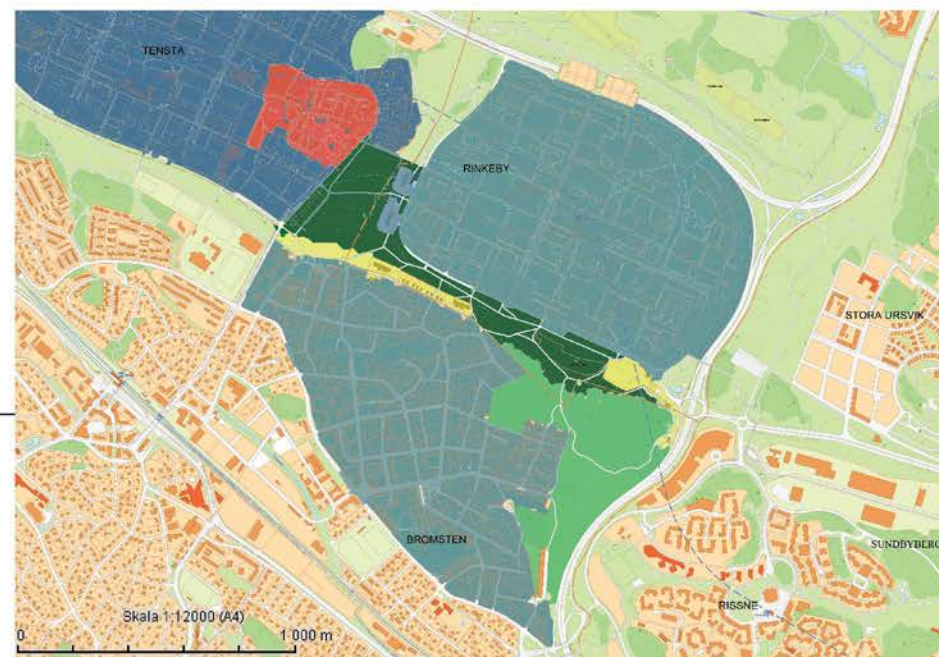 TENSTA
RINKEBY
STORA URSVIK
BROMSTEN
SUNDBYBERG
RISSNE
Skala 1:12000 (A4)
0 1 000 m